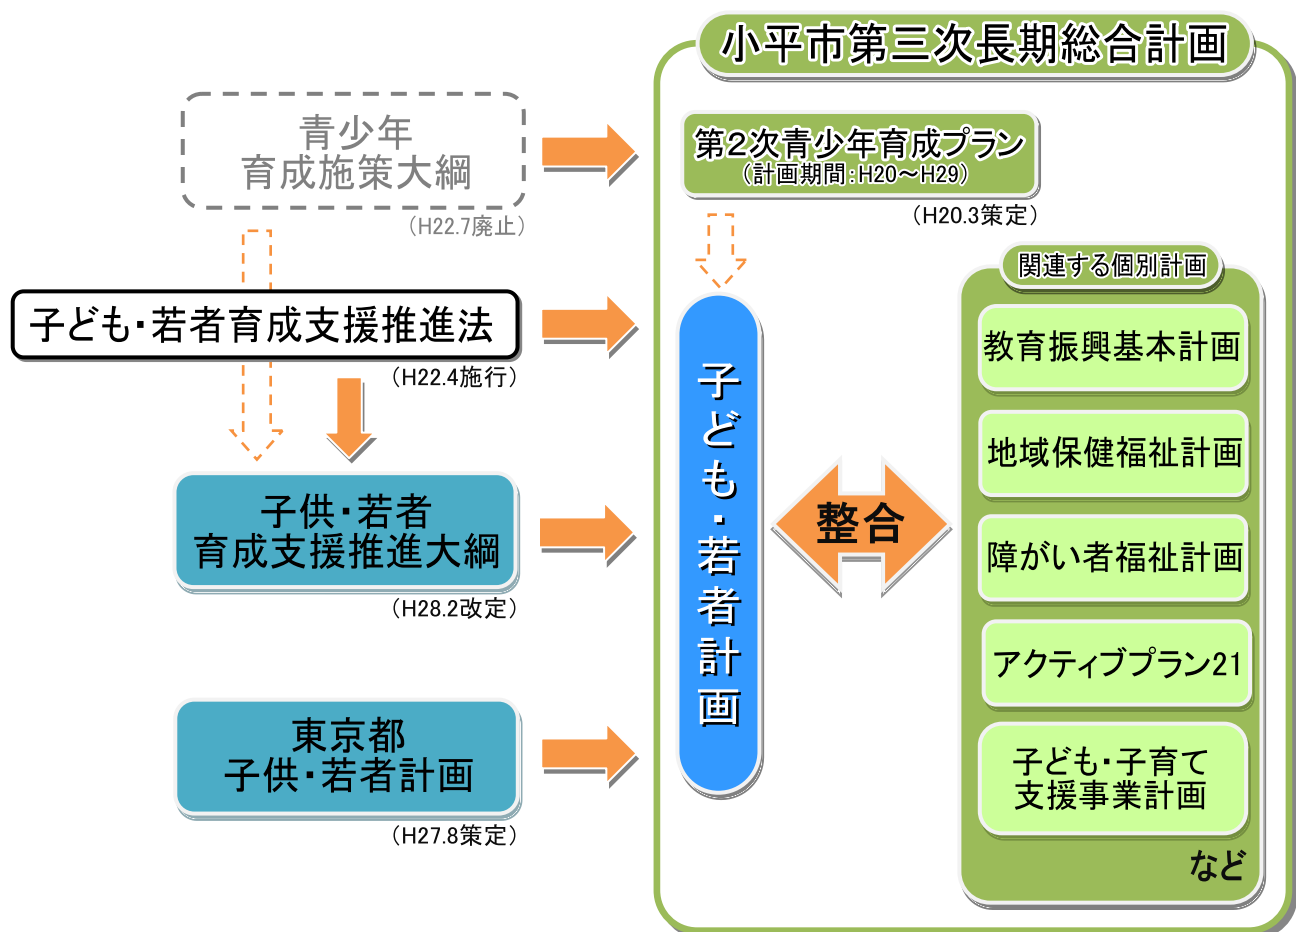 小平市第三次長期総合計画
青少年
育成施策大綱
（H22.7廃止）
第２次青少年育成プラン
（計画期間：H20～H29）
（H20.3策定）
子ども・若者育成支援推進法
（H22.4施行）
子供・若者
育成支援推進大綱
（H28.2改定）
東京都
子供・若者計画
（H27.8策定）
子ども・若者計画
整合
関連する個別計画
教育振興基本計画
地域保健福祉計画
障がい者福祉計画
アクティブプラン21
子ども・子育て
支援事業計画
など